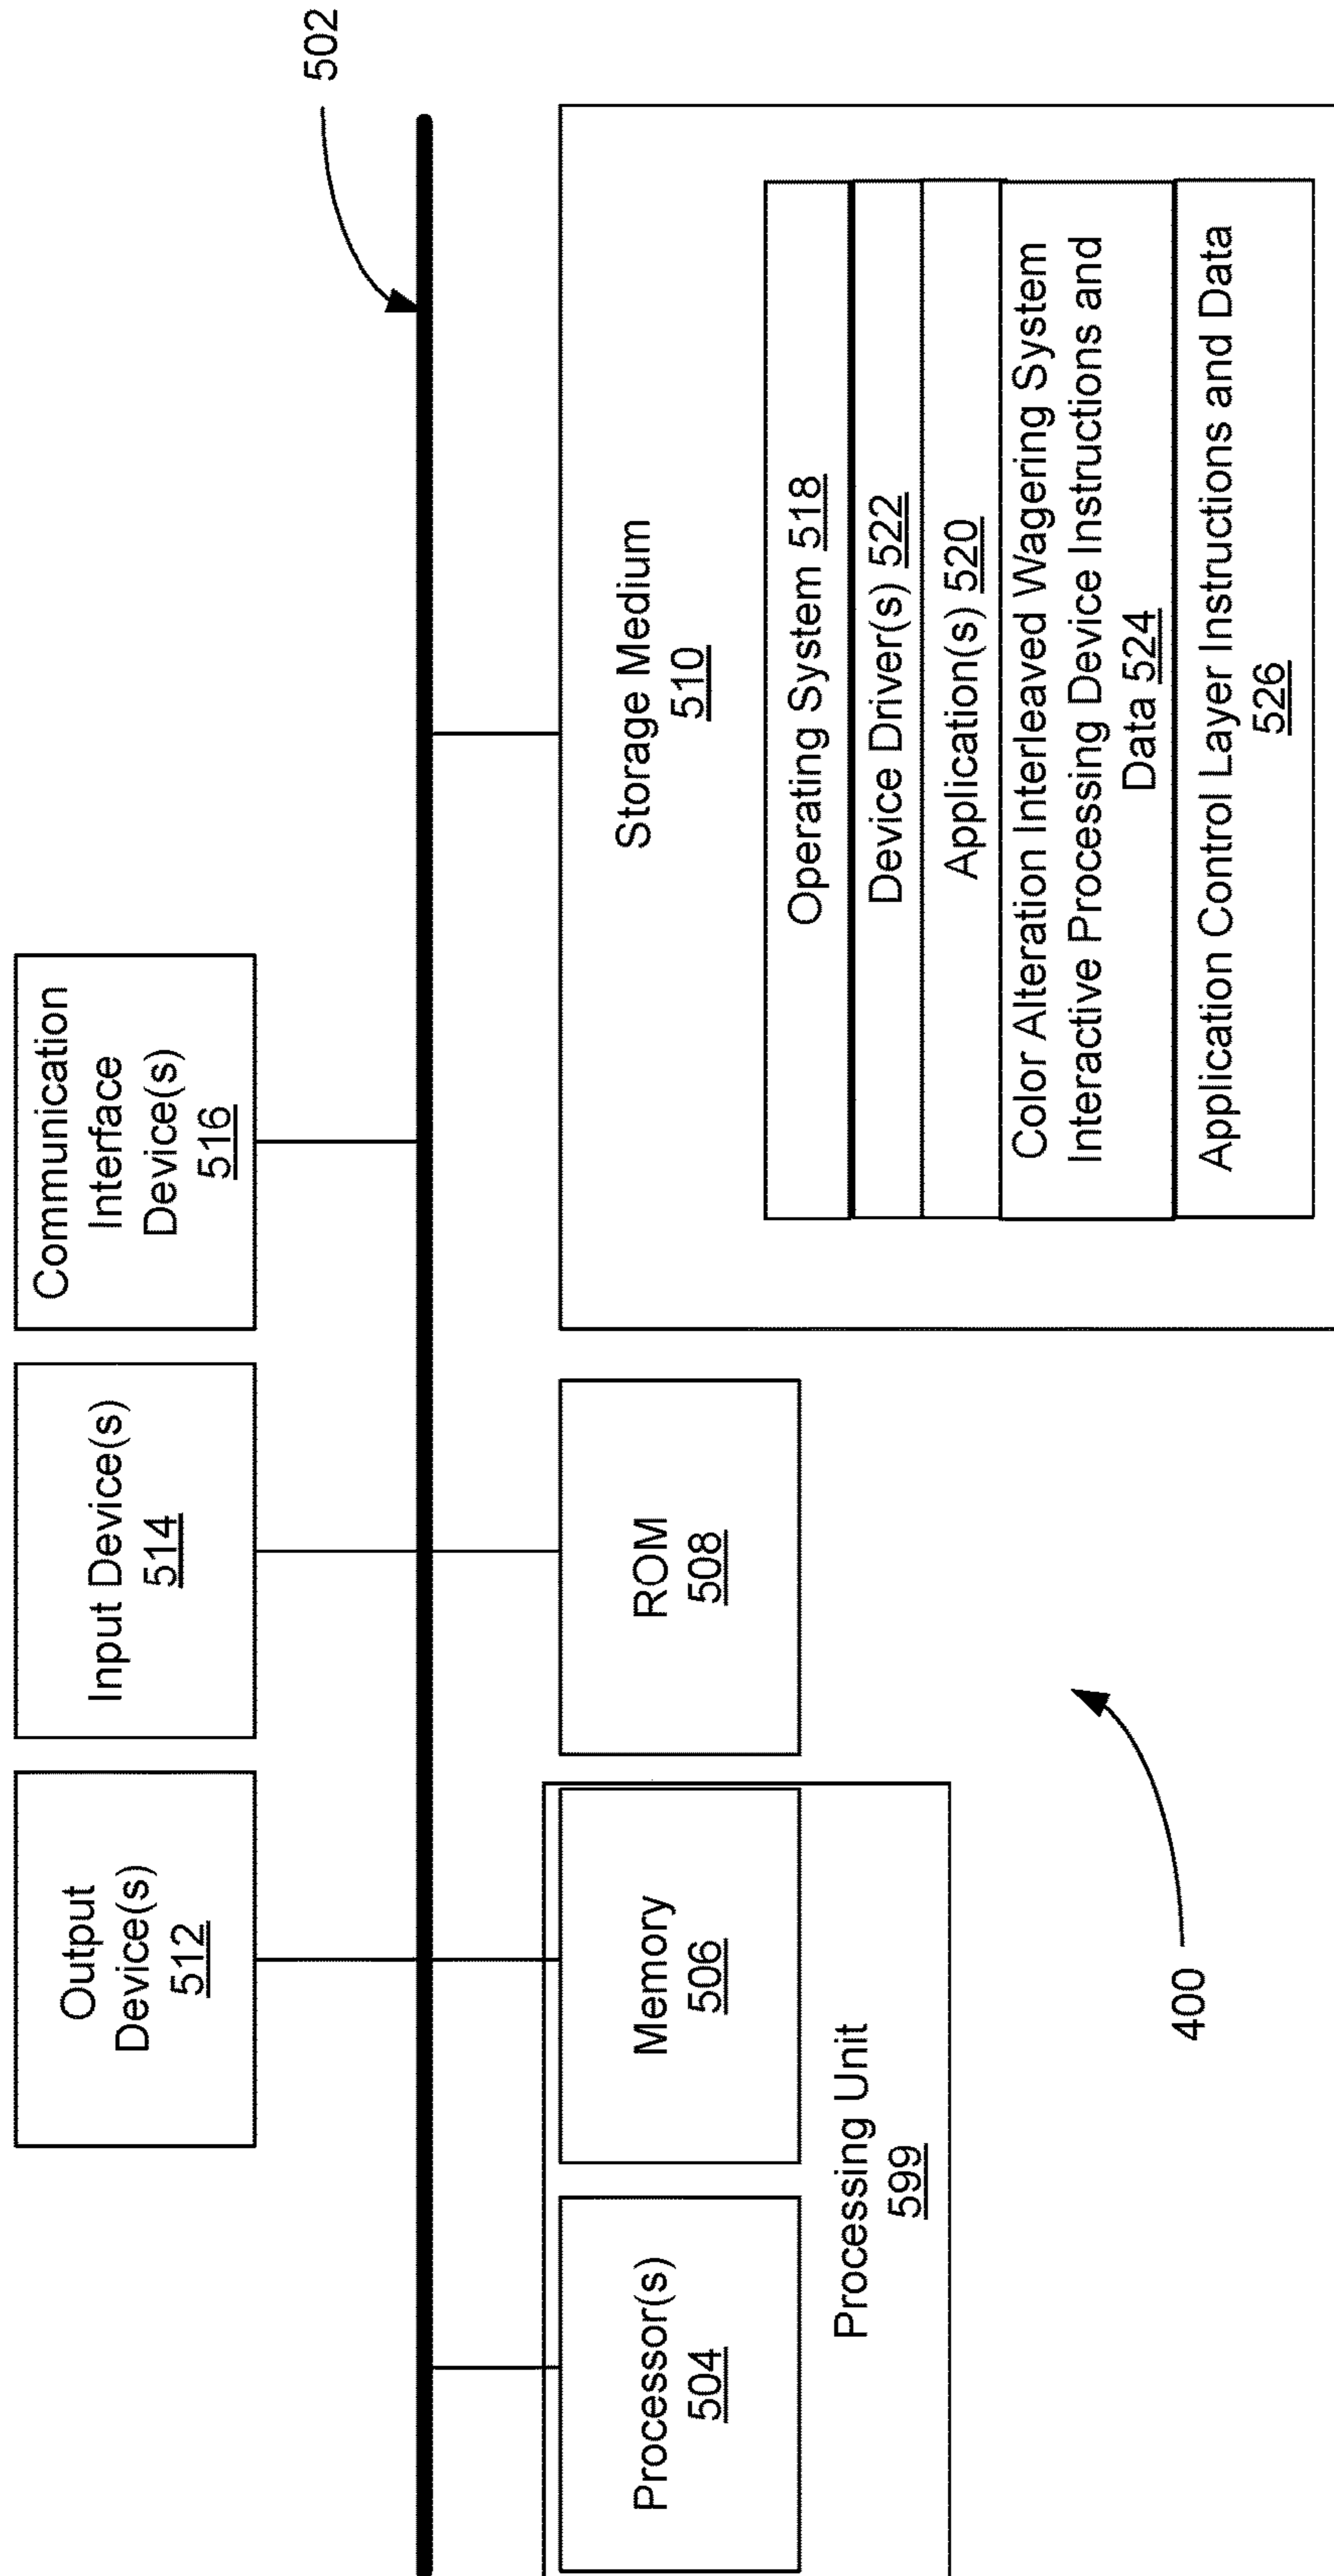 502
Output
Device(s)
512
Input Device(s)
514
Communication
Interface
Device(s)
516
Processor(s)
504
Memory
506
Processing Unit
599
ROM
508
Storage Medium
510
Operating System 518
Device Driver(s) 522
Application(s) 520
Color Alteration Interleaved Wagering System
Interactive Processing Device Instructions and
Data 524
Application Control Layer Instructions and Data
526
400